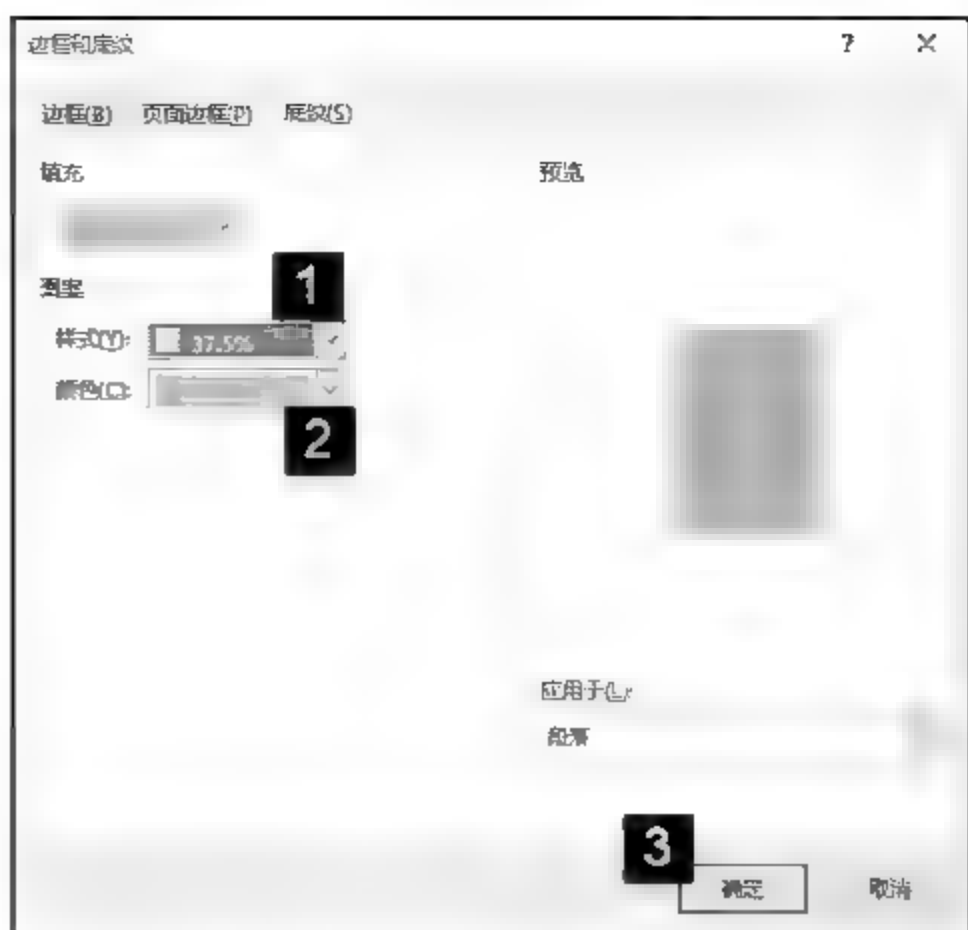 边框和底纹 ? ×
边框(B) 页面边框(P) 底纹(S)
填充
预览
图案
1
样式(Y): 37.5%
颜色(C):
2
应用于(L):
段落
3
确定 取消